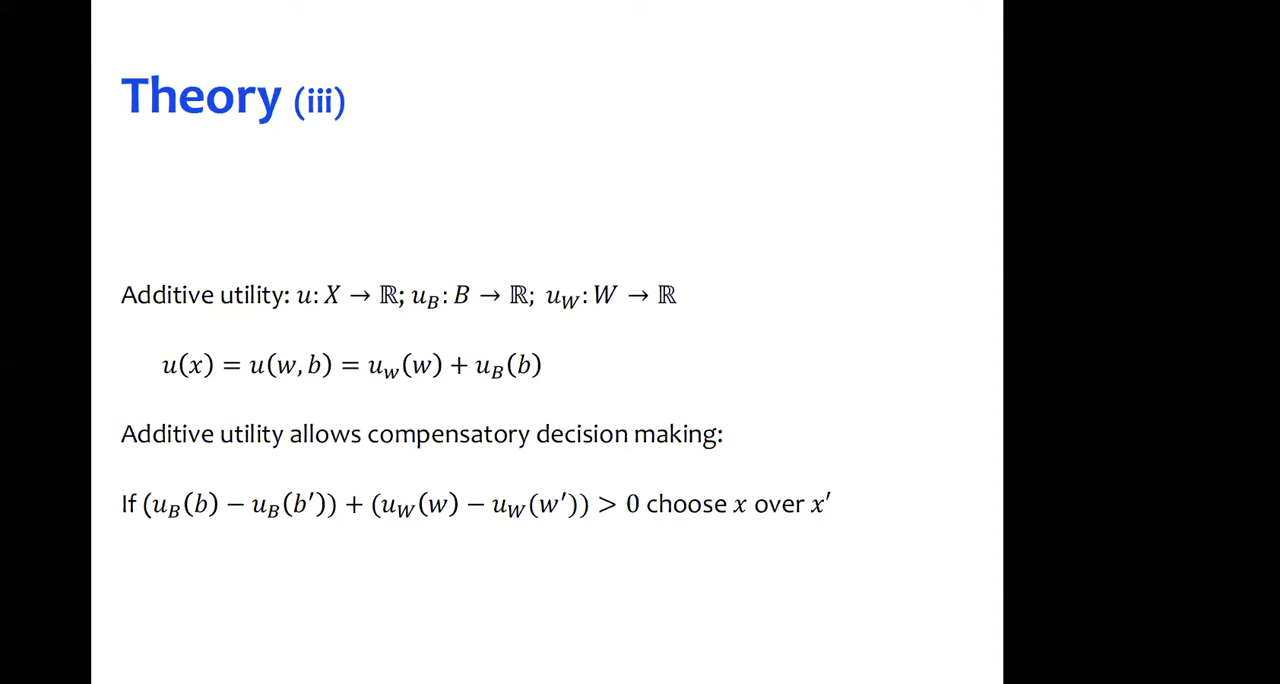 Theory (iii)
Additive utility: u: X → ℝ; u_B: B → ℝ; u_W: W → ℝ
u(x) = u(w, b) = u_w(w) + u_B(b)
Additive utility allows compensatory decision making:
If (u_B(b) − u_B(b′)) + (u_W(w) − u_W(w′)) > 0 choose x over x′